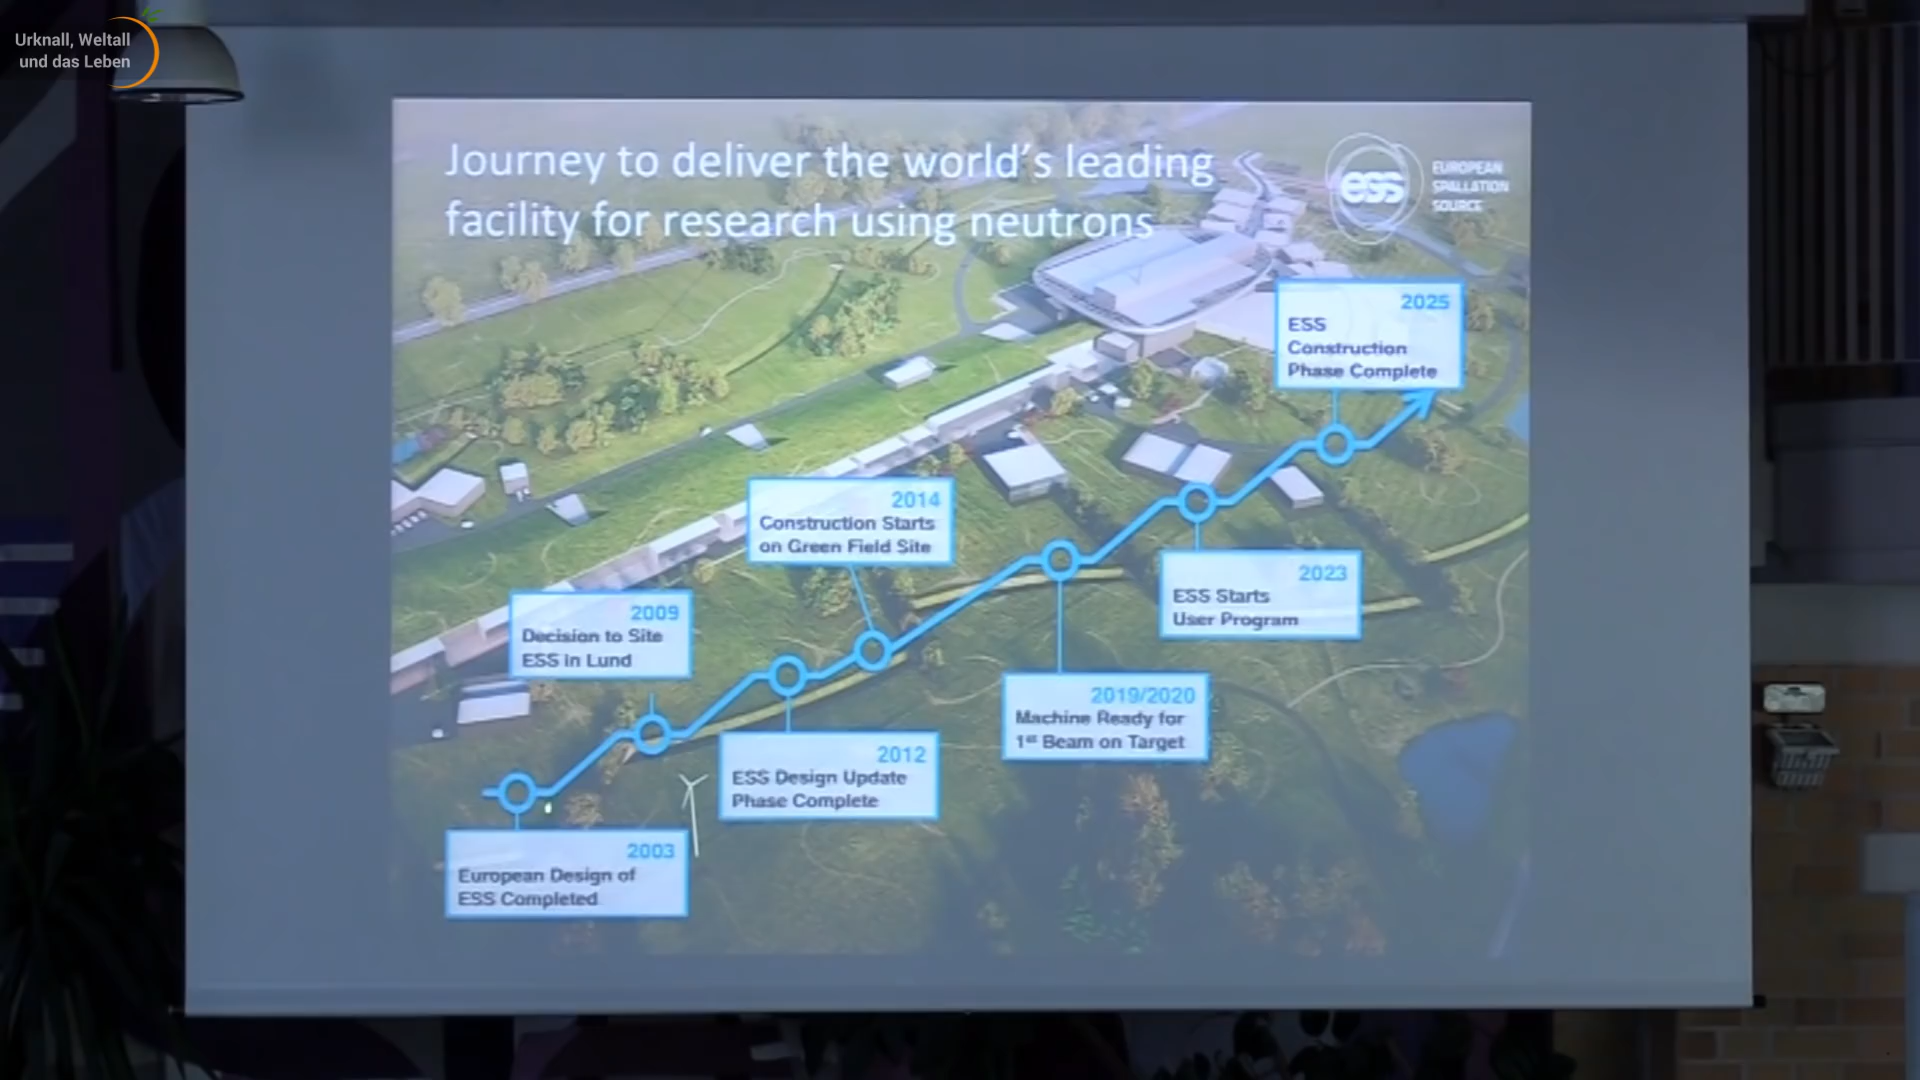 Urknall, Weltall
und das Leben
Journey to deliver the world's leading
facility for research using neutrons
ess
EUROPEAN
SPALLATION
SOURCE
2025
ESS
Construction
Phase Complete
2014
Construction Starts
on Green Field Site
2023
ESS Starts
User Program
2009
Decision to Site
ESS in Lund
2019/2020
Machine Ready for
1st Beam on Target
2012
ESS Design Update
Phase Complete
2003
European Design of
ESS Completed